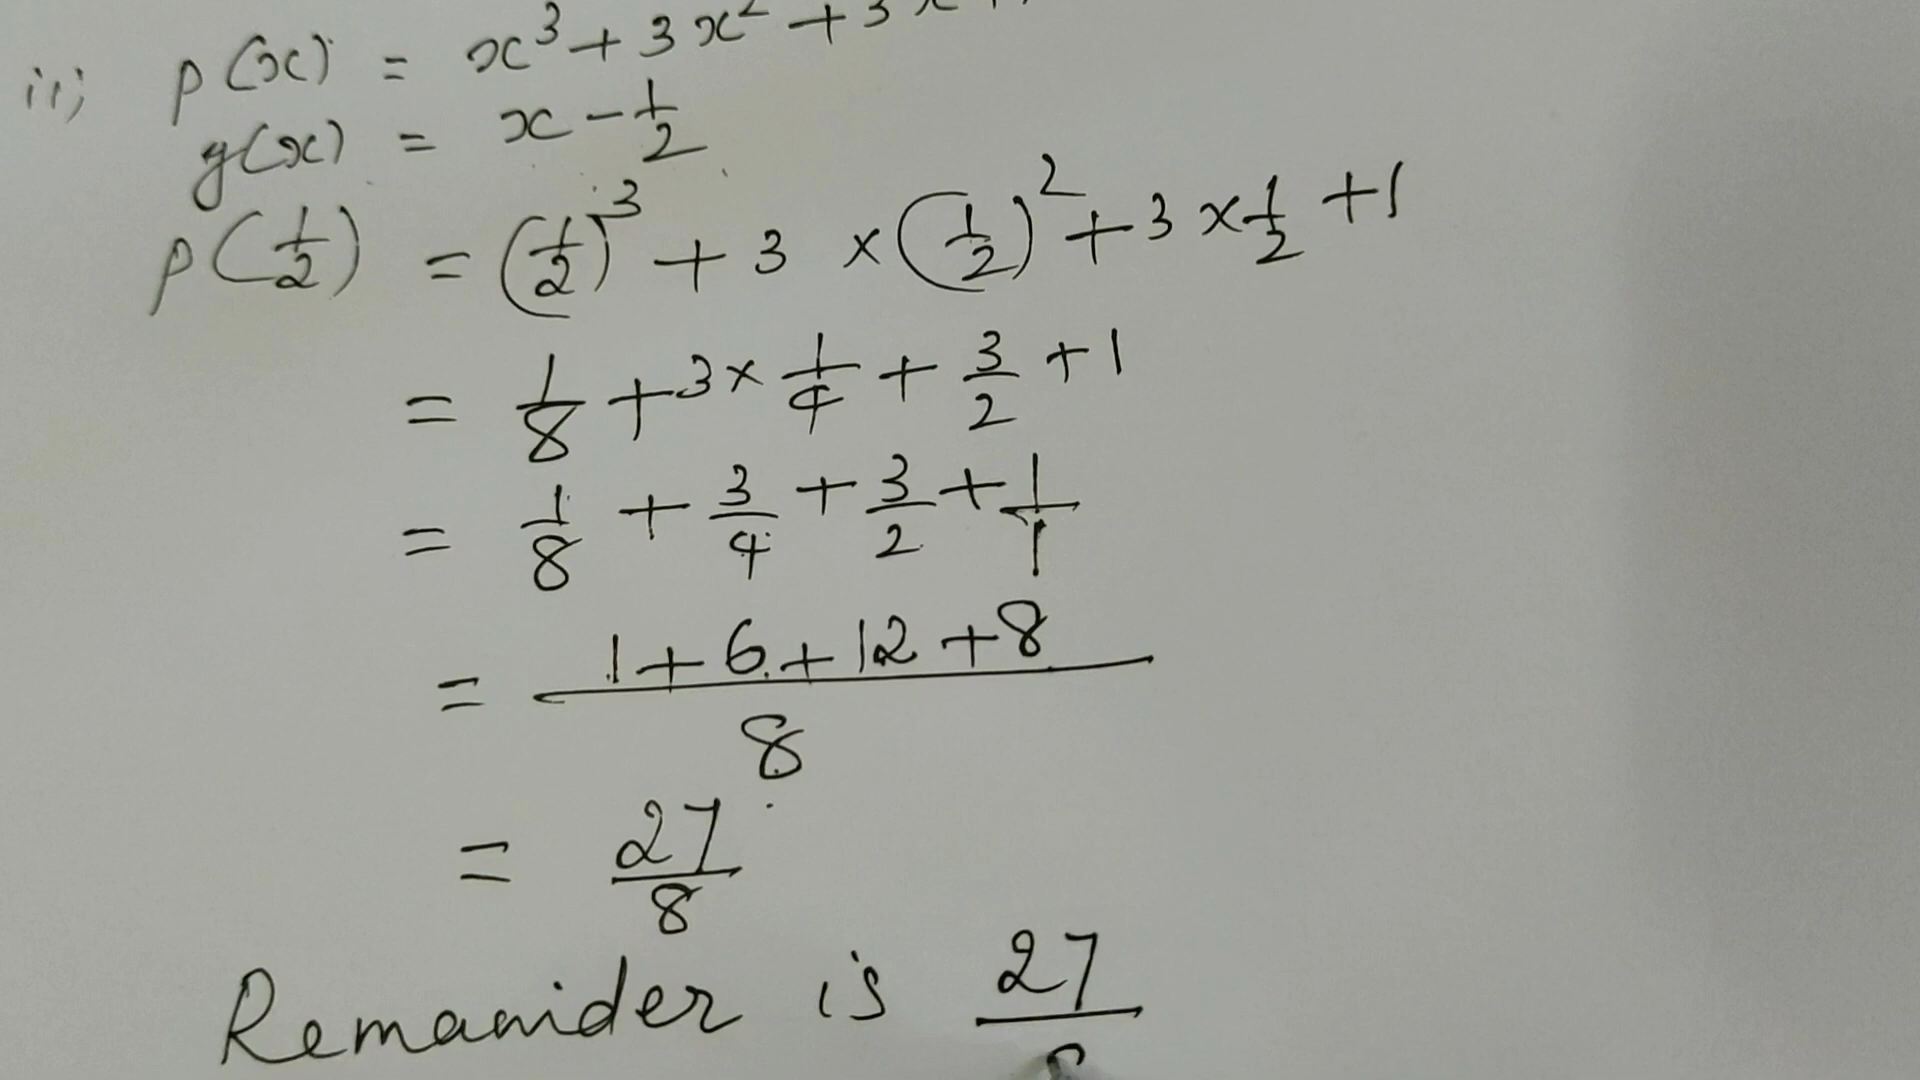 ii; p(x) = x³ + 3x² + 3x +
g(x) = x - 1/2
p(1/2) = (1/2)³ + 3 × (1/2)² + 3 × 1/2 + 1
= 1/8 + 3 × 1/4 + 3/2 + 1
= 1/8 + 3/4 + 3/2 + 1/1
= 1+6+12+8/8
= 27/8
Remainder is 27/